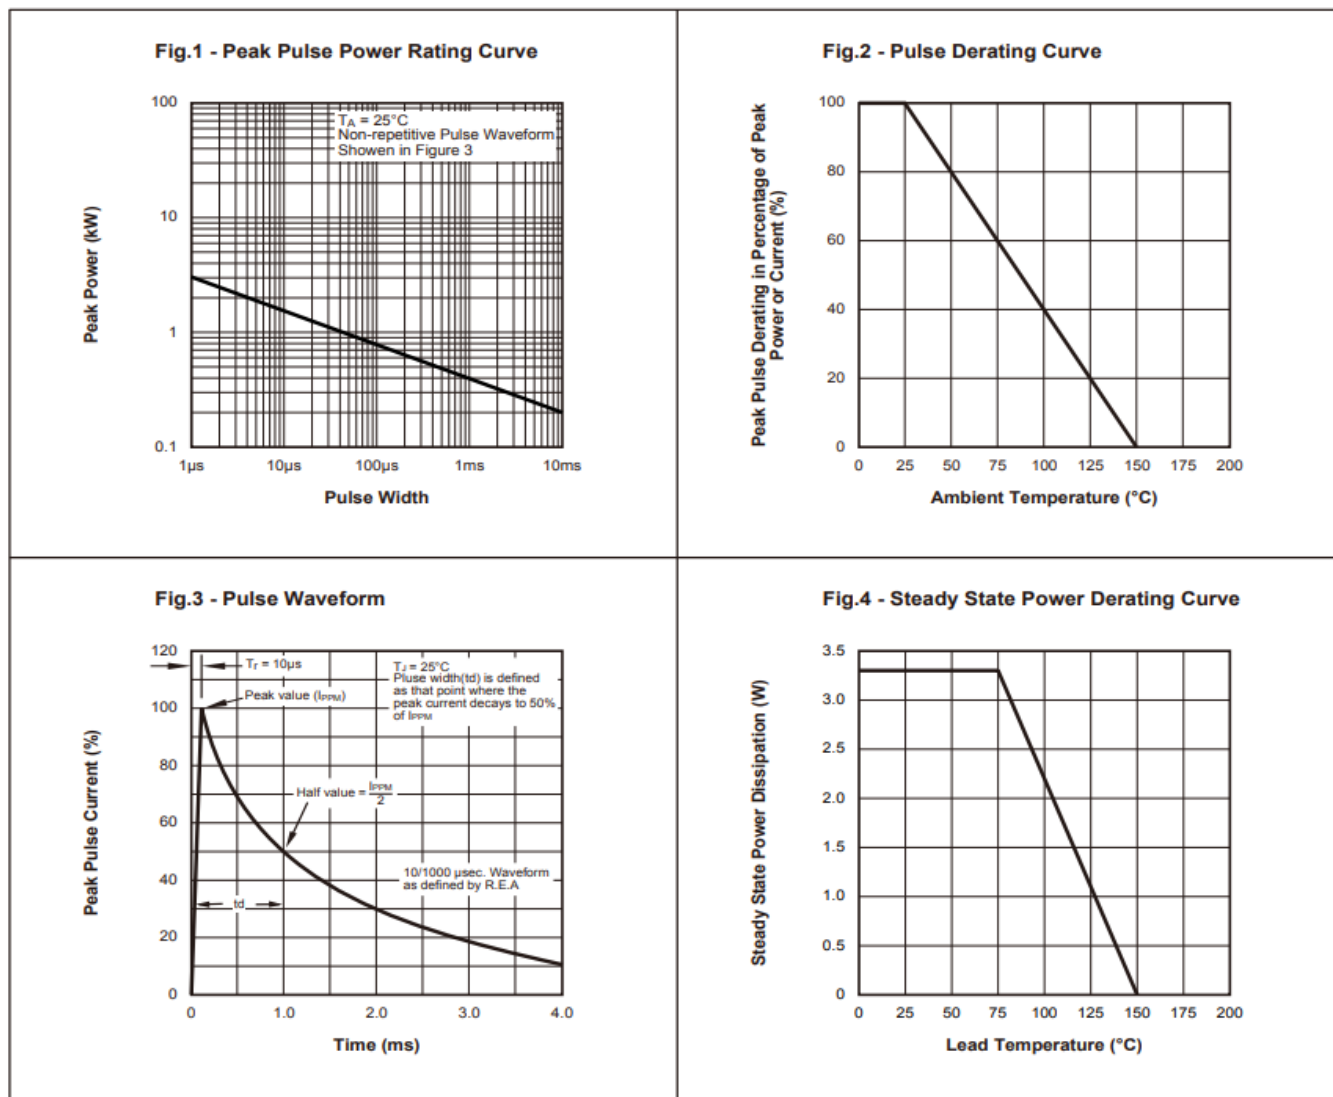 Fig.1 - Peak Pulse Power Rating Curve
Peak Power (kW)
100
10
1
0.1
TA = 25°C
Non-repetitive Pulse Waveform
Showen in Figure 3
1µs 10µs 100µs 1ms 10ms
Pulse Width
Fig.2 - Pulse Derating Curve
Peak Pulse Derating in Percentage of Peak
Power or Current (%)
100
80
60
40
20
0
0 25 50 75 100 125 150 175 200
Ambient Temperature (°C)
Fig.3 - Pulse Waveform
Peak Pulse Current (%)
120
100
80
60
40
20
0
Tr = 10µs
Peak value (IPPM)
TJ = 25°C
Pluse width(td) is defined
as that point where the
peak current decays to 50%
of IPPM
Half value = IPPM
2
10/1000 µsec. Waveform
as defined by R.E.A
td
0 1.0 2.0 3.0 4.0
Time (ms)
Fig.4 - Steady State Power Derating Curve
Steady State Power Dissipation (W)
3.5
3.0
2.5
2.0
1.5
1.0
0.5
0
0 25 50 75 100 125 150 175 200
Lead Temperature (°C)